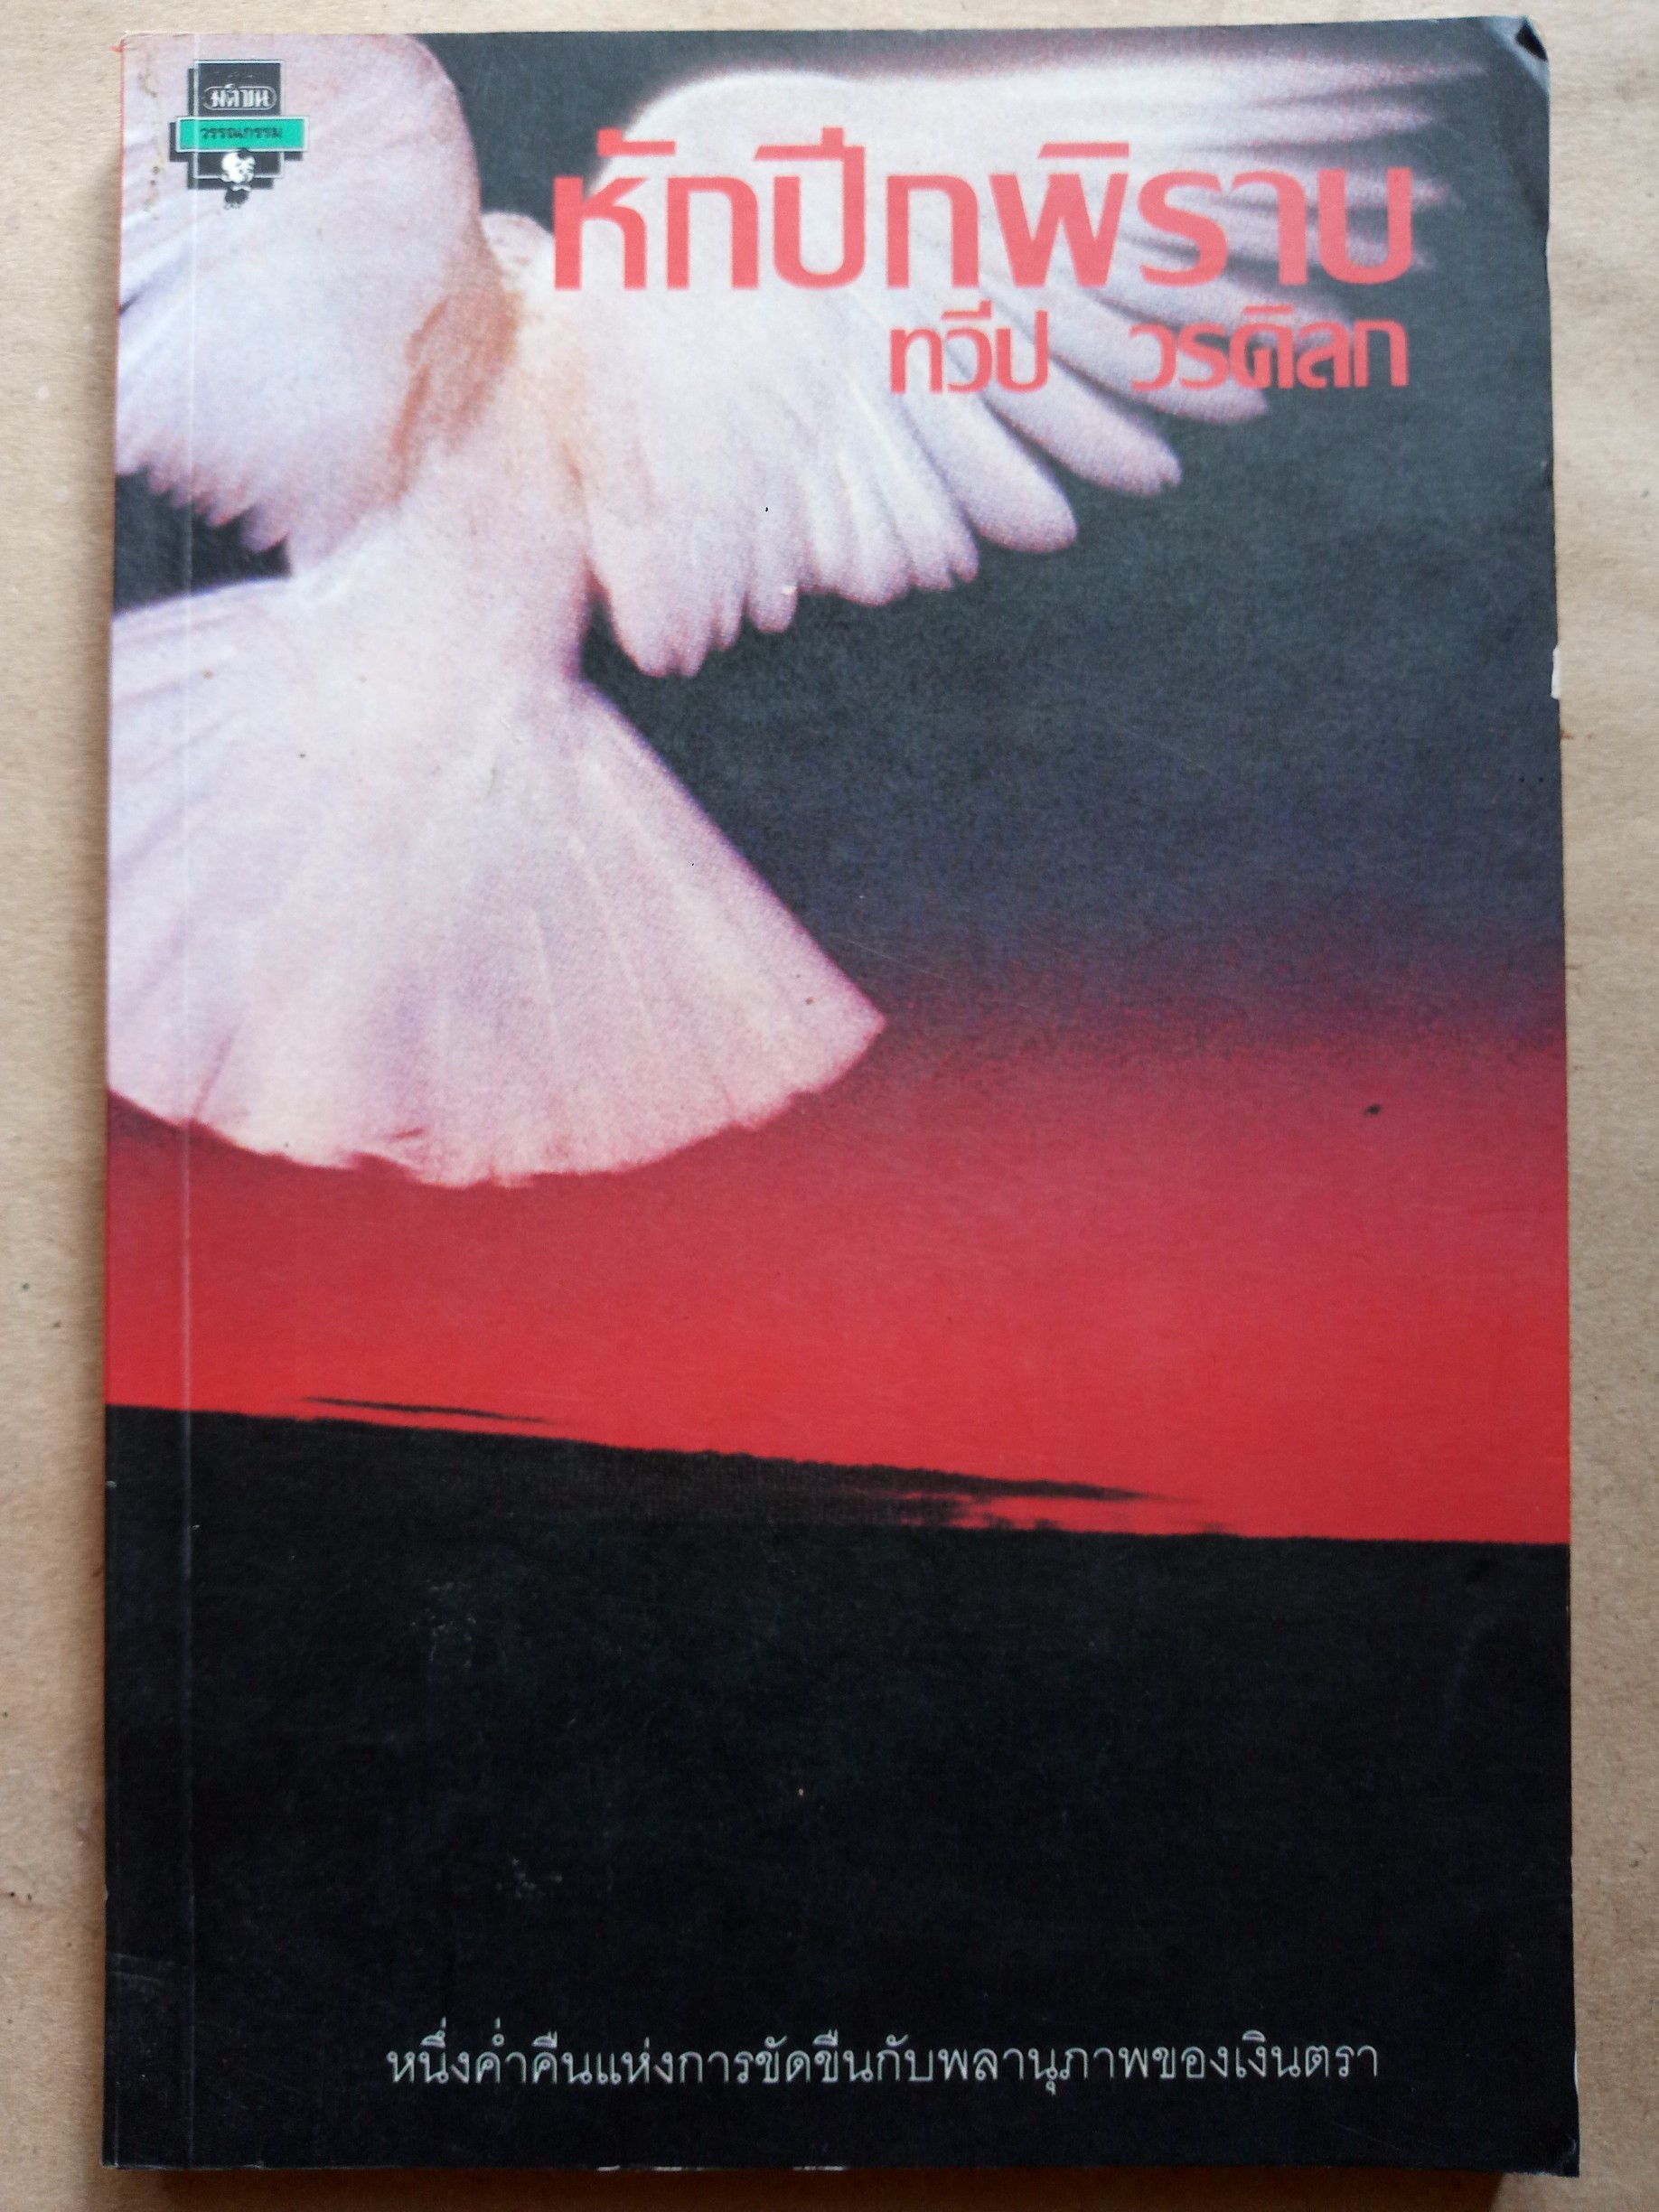 มติชน
วรรณกรรม
หักปีกพิราบ
ทวีป วรดิลก
หนึ่งค่ำคืนแห่งการขัดขืนกับพลานุภาพของเงินตรา